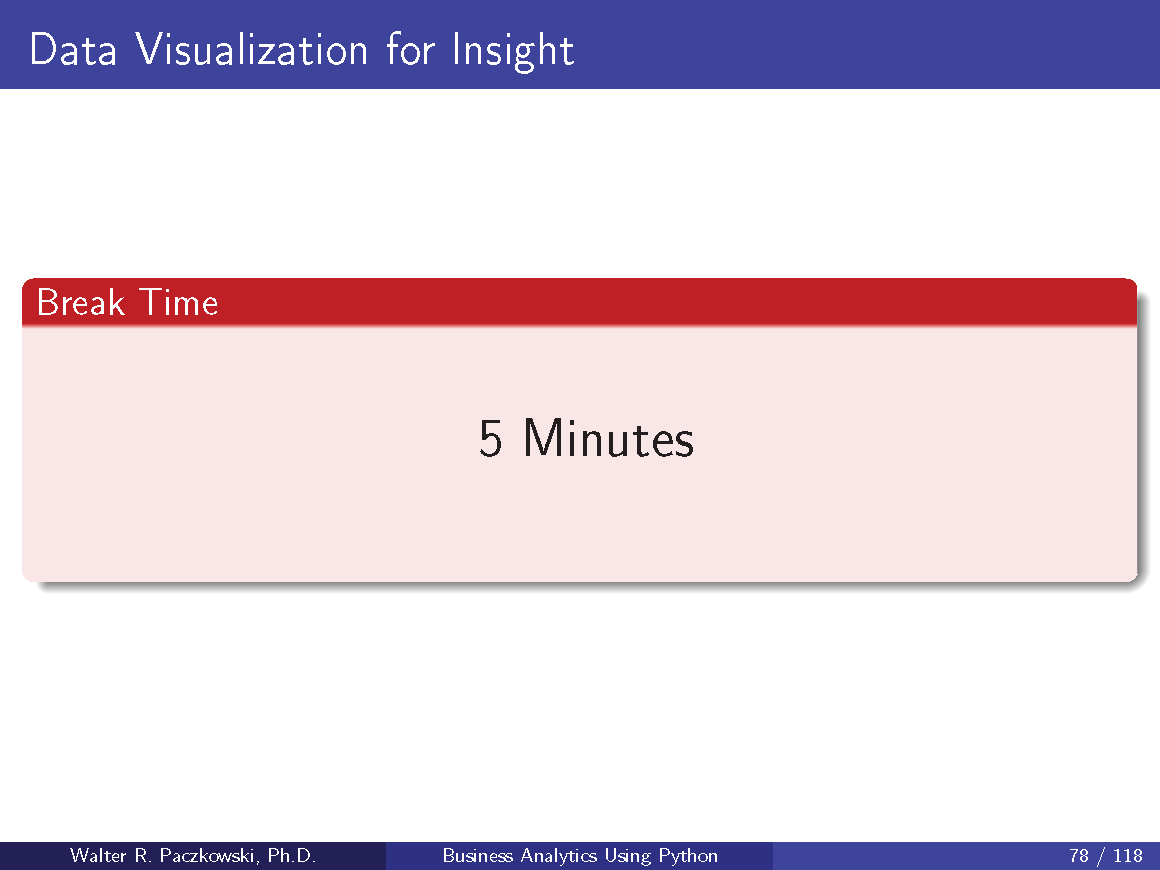 Data Visualization for Insight
Break Time
5 Minutes
Walter R. Paczkowski, Ph.D.
Business Analytics Using Python
78 / 118